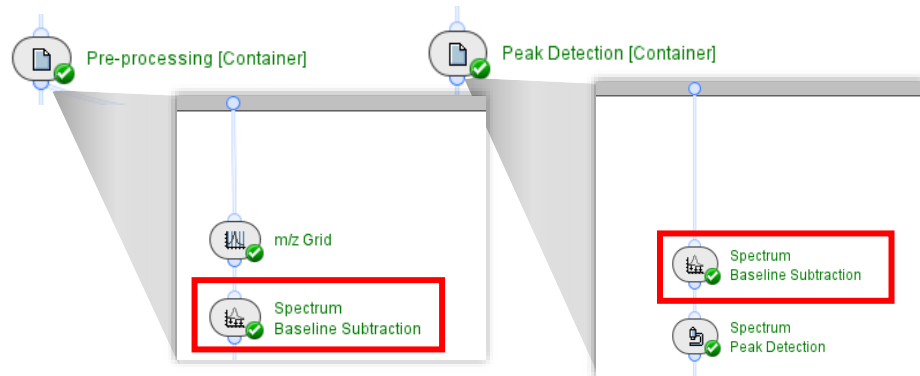 Pre-processing [Container]
m/z Grid
Spectrum
Baseline Subtraction
Peak Detection [Container]
Spectrum
Baseline Subtraction
Spectrum
Peak Detection